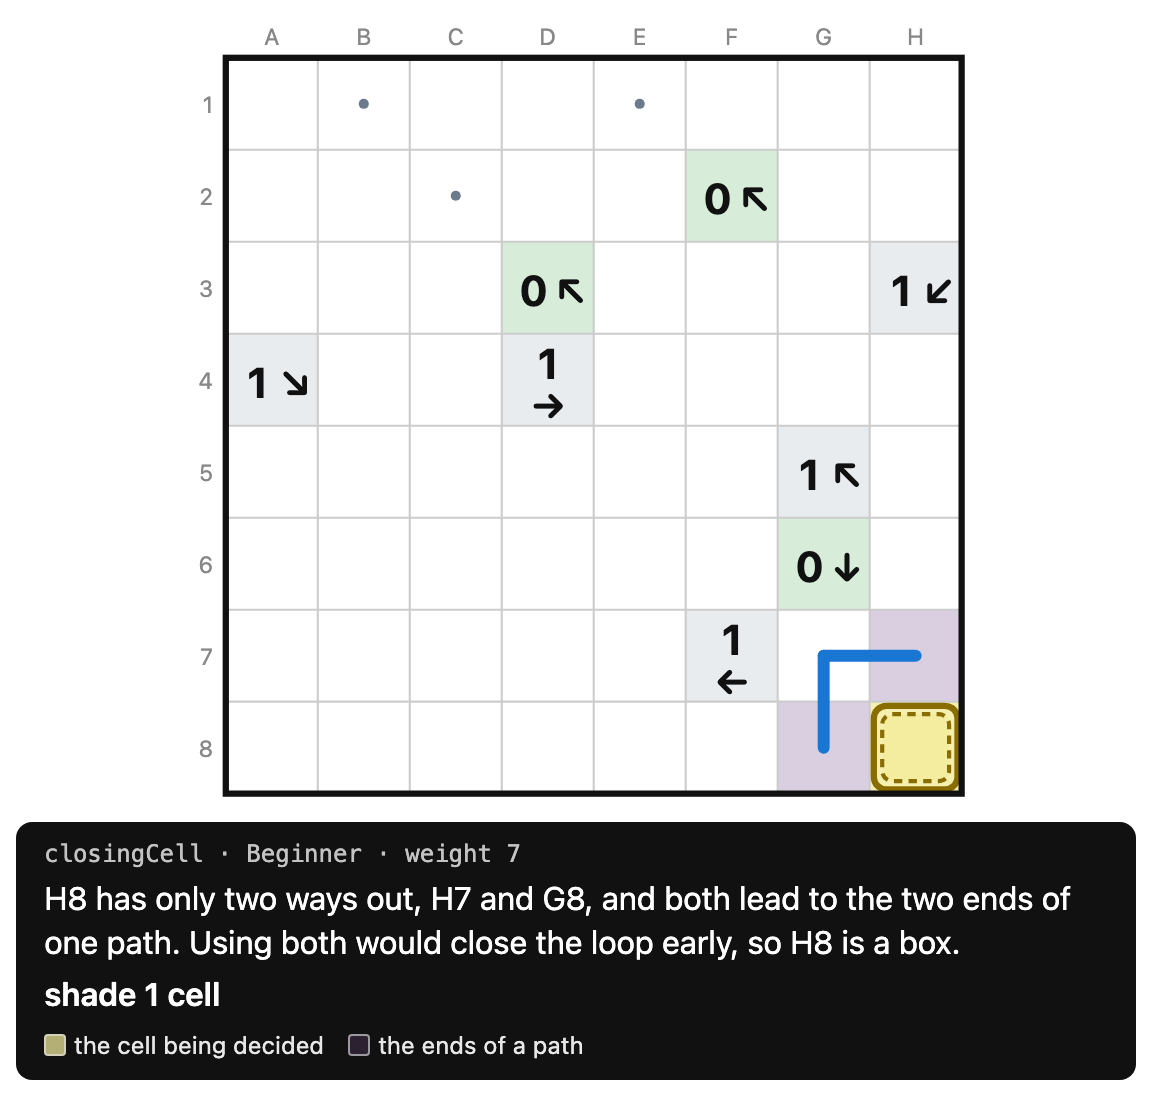 A B C D E F G H
1
2 0 ↖
3 0 ↖ 1 ↙
4 1 ↘ 1 →
5 1 ↖
6 0 ↓
7 1 ←
8
closingCell · Beginner · weight 7
H8 has only two ways out, H7 and G8, and both lead to the two ends of
one path. Using both would close the loop early, so H8 is a box.
shade 1 cell
the cell being decided the ends of a path